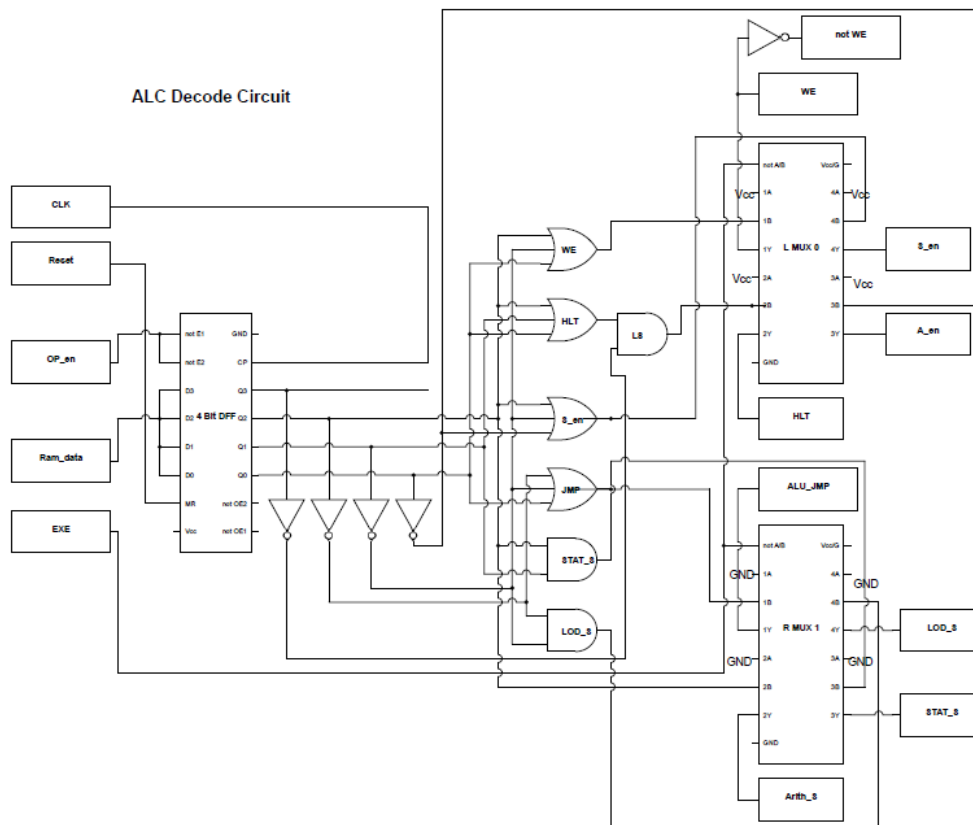 ALC Decode Circuit
not WE
WE
CLK
Reset
OP_en
Ram_data
EXE
not E1
GND
not E2
CP
D3
Q3
D2
4 Bit DFF
Q2
D1
Q1
D0
Q0
MR
not OE2
Vcc
not OE1
WE
HLT
L8
S_en
JMP
STAT_S
LOD_S
not A/B
Vcc/G
Vcc
1A
4A
Vcc
1B
4B
1Y
L MUX 0
4Y
Vcc
2A
3A
Vcc
2B
3B
2Y
3Y
GND
S_en
A_en
HLT
ALU_JMP
not A/B
Vcc/G
GND
1A
4A
GND
1B
4B
1Y
R MUX 1
4Y
GND
2A
3A
GND
2B
3B
2Y
3Y
GND
LOD_S
STAT_S
Arith_S